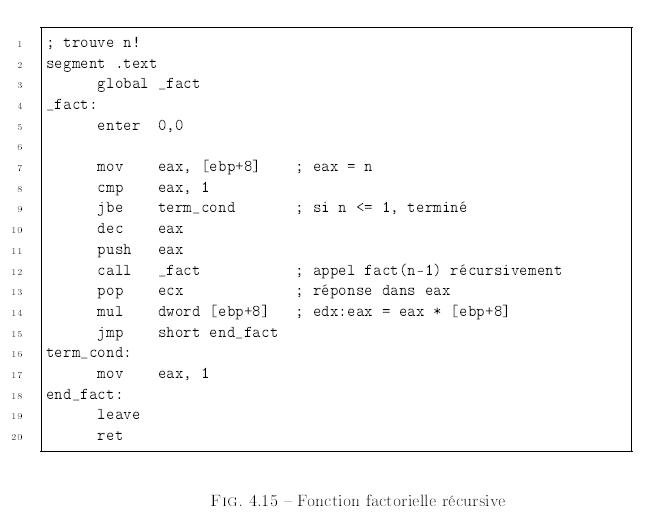 1 ; trouve n!
2 segment .text
3 global _fact
4 _fact:
5 enter 0,0
6
7 mov eax, [ebp+8] ; eax = n
8 cmp eax, 1
9 jbe term_cond ; si n <= 1, terminé
10 dec eax
11 push eax
12 call _fact ; appel fact(n-1) récursivement
13 pop ecx ; réponse dans eax
14 mul dword [ebp+8] ; edx:eax = eax * [ebp+8]
15 jmp short end_fact
16 term_cond:
17 mov eax, 1
18 end_fact:
19 leave
20 ret
Fig. 4.15 – Fonction factorielle récursive